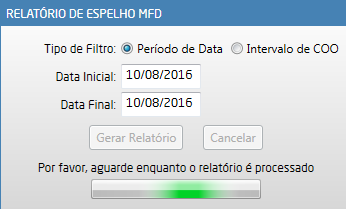 RELATÓRIO DE ESPELHO MFD
Tipo de Filtro: Período de Data Intervalo de COO
Data Inicial: 10/08/2016
Data Final: 10/08/2016
Gerar Relatório Cancelar
Por favor, aguarde enquanto o relatório é processado